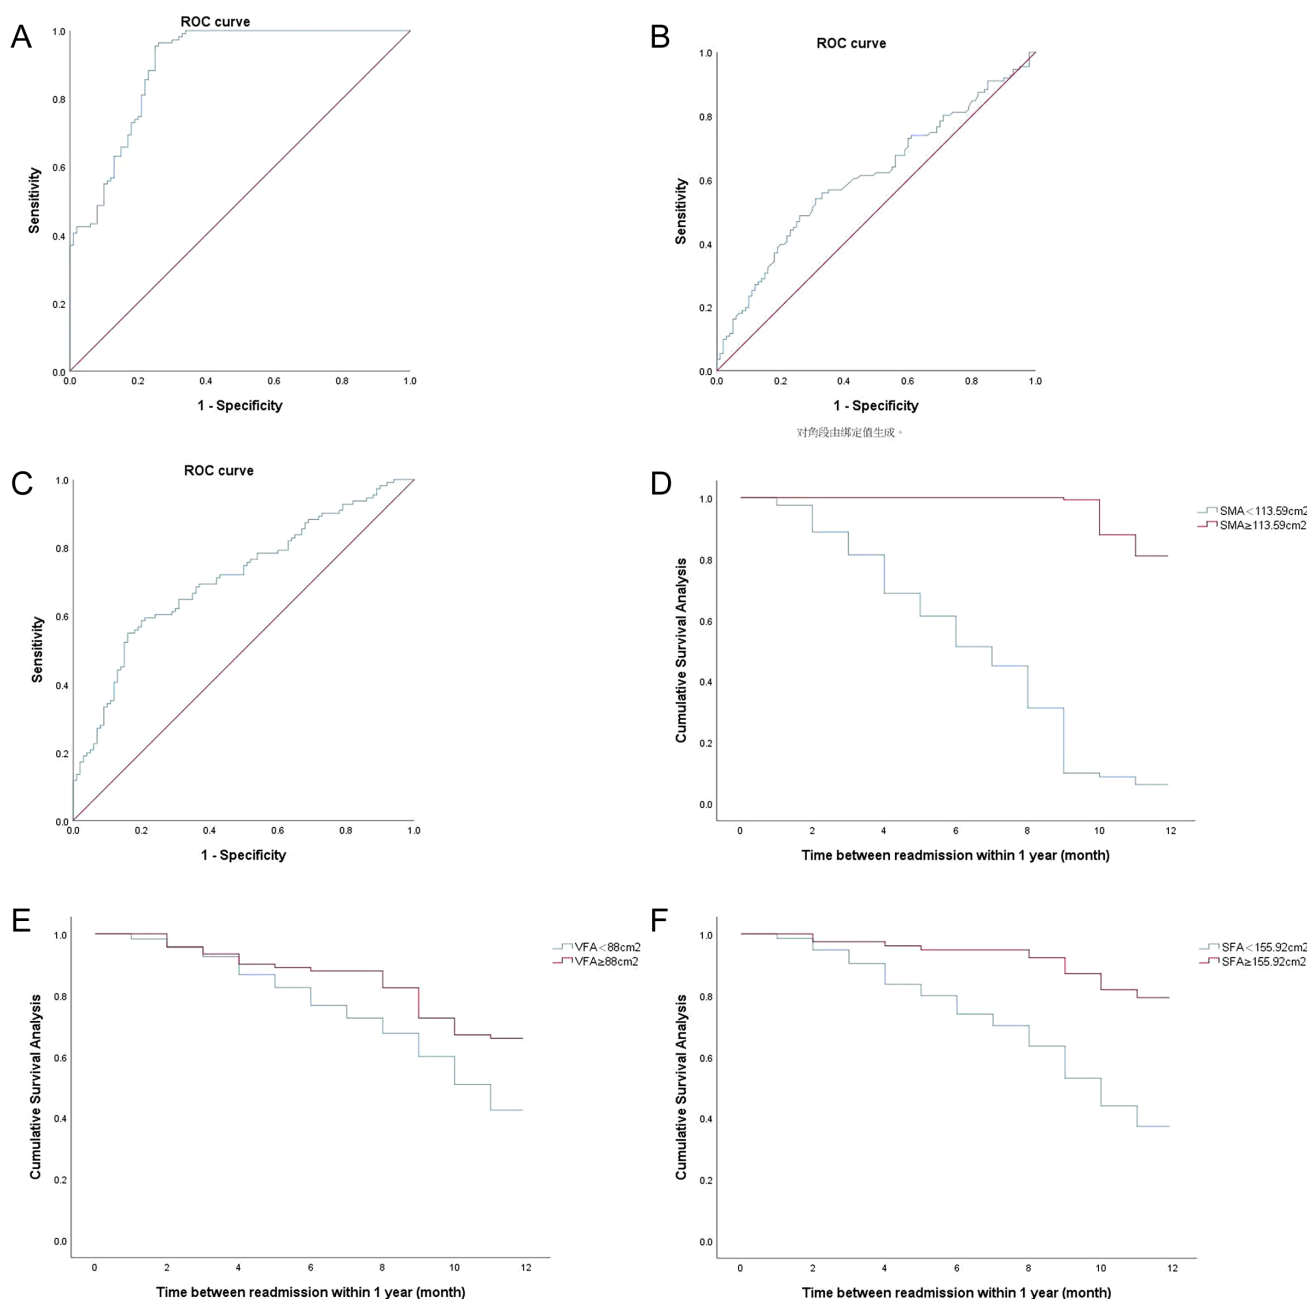 A
ROC curve
1.0
0.8
0.6
0.4
0.2
0.0
Sensitivity
0.0 0.2 0.4 0.6 0.8 1.0
1 - Specificity
B
ROC curve
1.0
0.8
0.6
0.4
0.2
0.0
Sensitivity
0.0 0.2 0.4 0.6 0.8 1.0
1 - Specificity
对角段由绑定值生成。
C
ROC curve
1.0
0.8
0.6
0.4
0.2
0.0
Sensitivity
0.0 0.2 0.4 0.6 0.8 1.0
1 - Specificity
D
1.0
0.8
0.6
0.4
0.2
0.0
Cumulative Survival Analysis
SMA<113.59cm2
SMA≥113.59cm2
0 2 4 6 8 10 12
Time between readmission within 1 year (month)
E
1.0
0.8
0.6
0.4
0.2
0.0
Cumulative Survival Analysis
VFA<88cm2
VFA≥88cm2
0 2 4 6 8 10 12
Time between readmission within 1 year (month)
F
1.0
0.8
0.6
0.4
0.2
0.0
Cumulative Survival Analysis
SFA<155.92cm2
SFA≥155.92cm2
0 2 4 6 8 10 12
Time between readmission within 1 year (month)